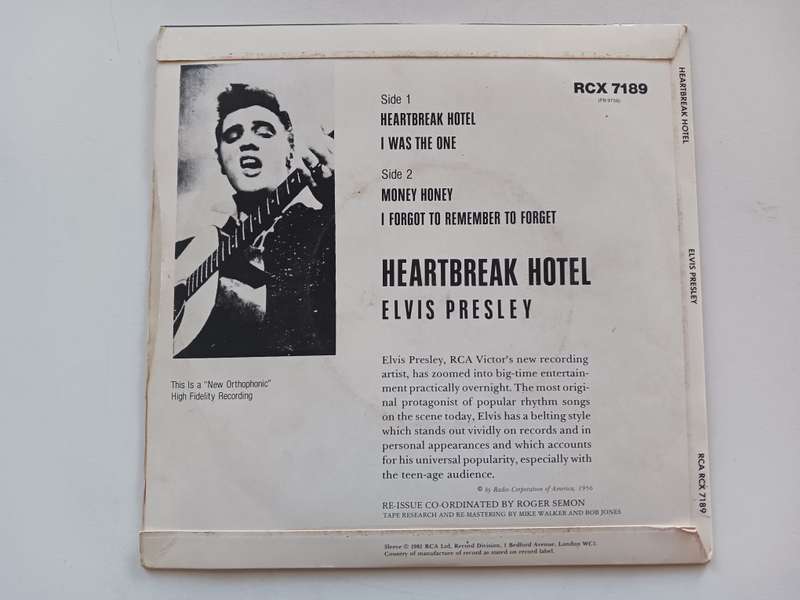 RCX 7189
(PB 9736)
Side 1
HEARTBREAK HOTEL
I WAS THE ONE
Side 2
MONEY HONEY
I FORGOT TO REMEMBER TO FORGET
HEARTBREAK HOTEL
ELVIS PRESLEY
This Is a "New Orthophonic"
High Fidelity Recording
Elvis Presley, RCA Victor's new recording
artist, has zoomed into big-time entertain-
ment practically overnight. The most origi-
nal protagonist of popular rhythm songs
on the scene today, Elvis has a belting style
which stands out vividly on records and in
personal appearances and which accounts
for his universal popularity, especially with
the teen-age audience.
© by Radio Corporation of America, 1956
RE-ISSUE CO-ORDINATED BY ROGER SEMON
TAPE RESEARCH AND RE-MASTERING BY MIKE WALKER AND BOB JONES
Sleeve © 1982 RCA Ltd, Record Division, 1 Bedford Avenue, London WC1.
Country of manufacture of record as stated on record label.
HEARTBREAK HOTEL
ELVIS PRESLEY
RCA RCX 7189